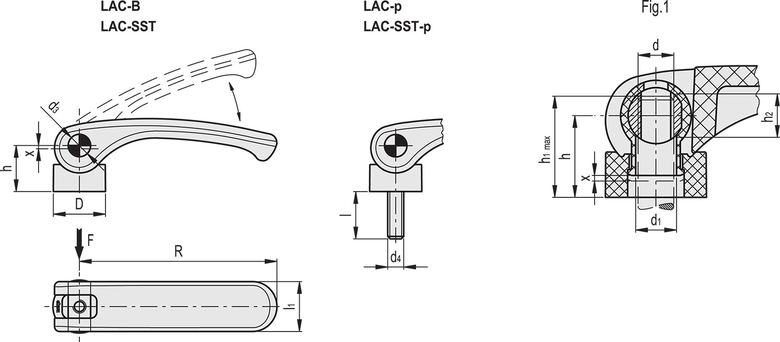 LAC-B
LAC-SST
d3
x
h
D
F
R
l1
LAC-p
LAC-SST-p
l
d4
Fig.1
d
h1 max
h
x
h2
d1